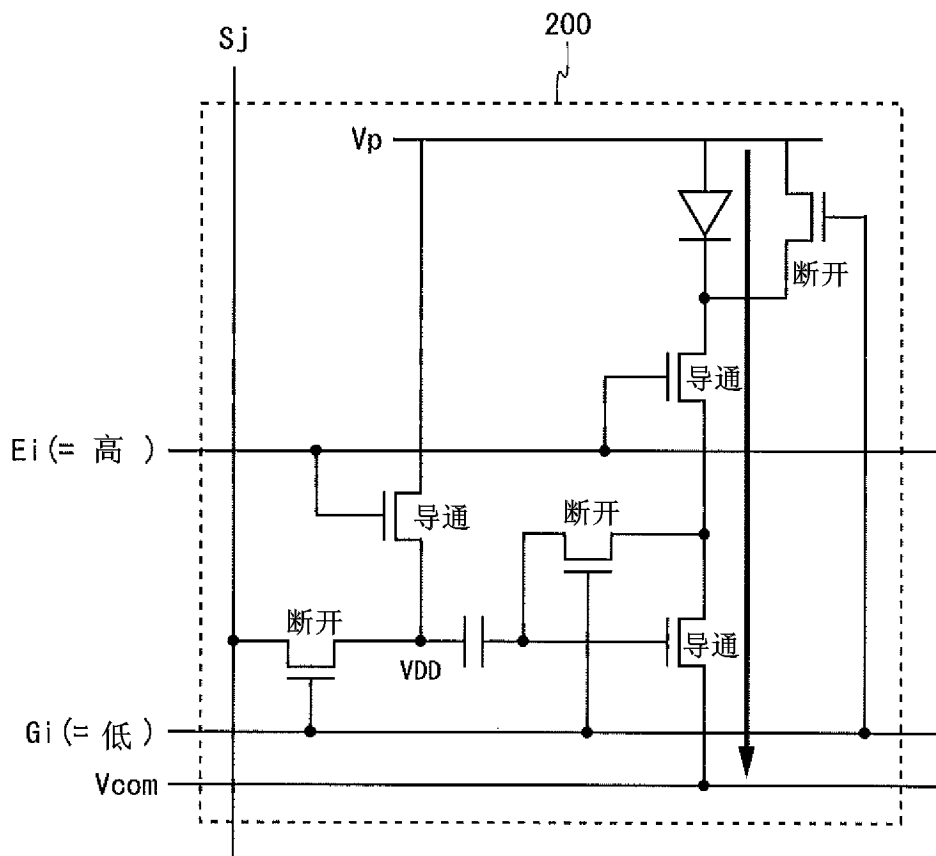 Sj
200
Vp
断开
导通
Ei(= 高 )
导通
断开
断开
导通
VDD
Gi(= 低 )
Vcom